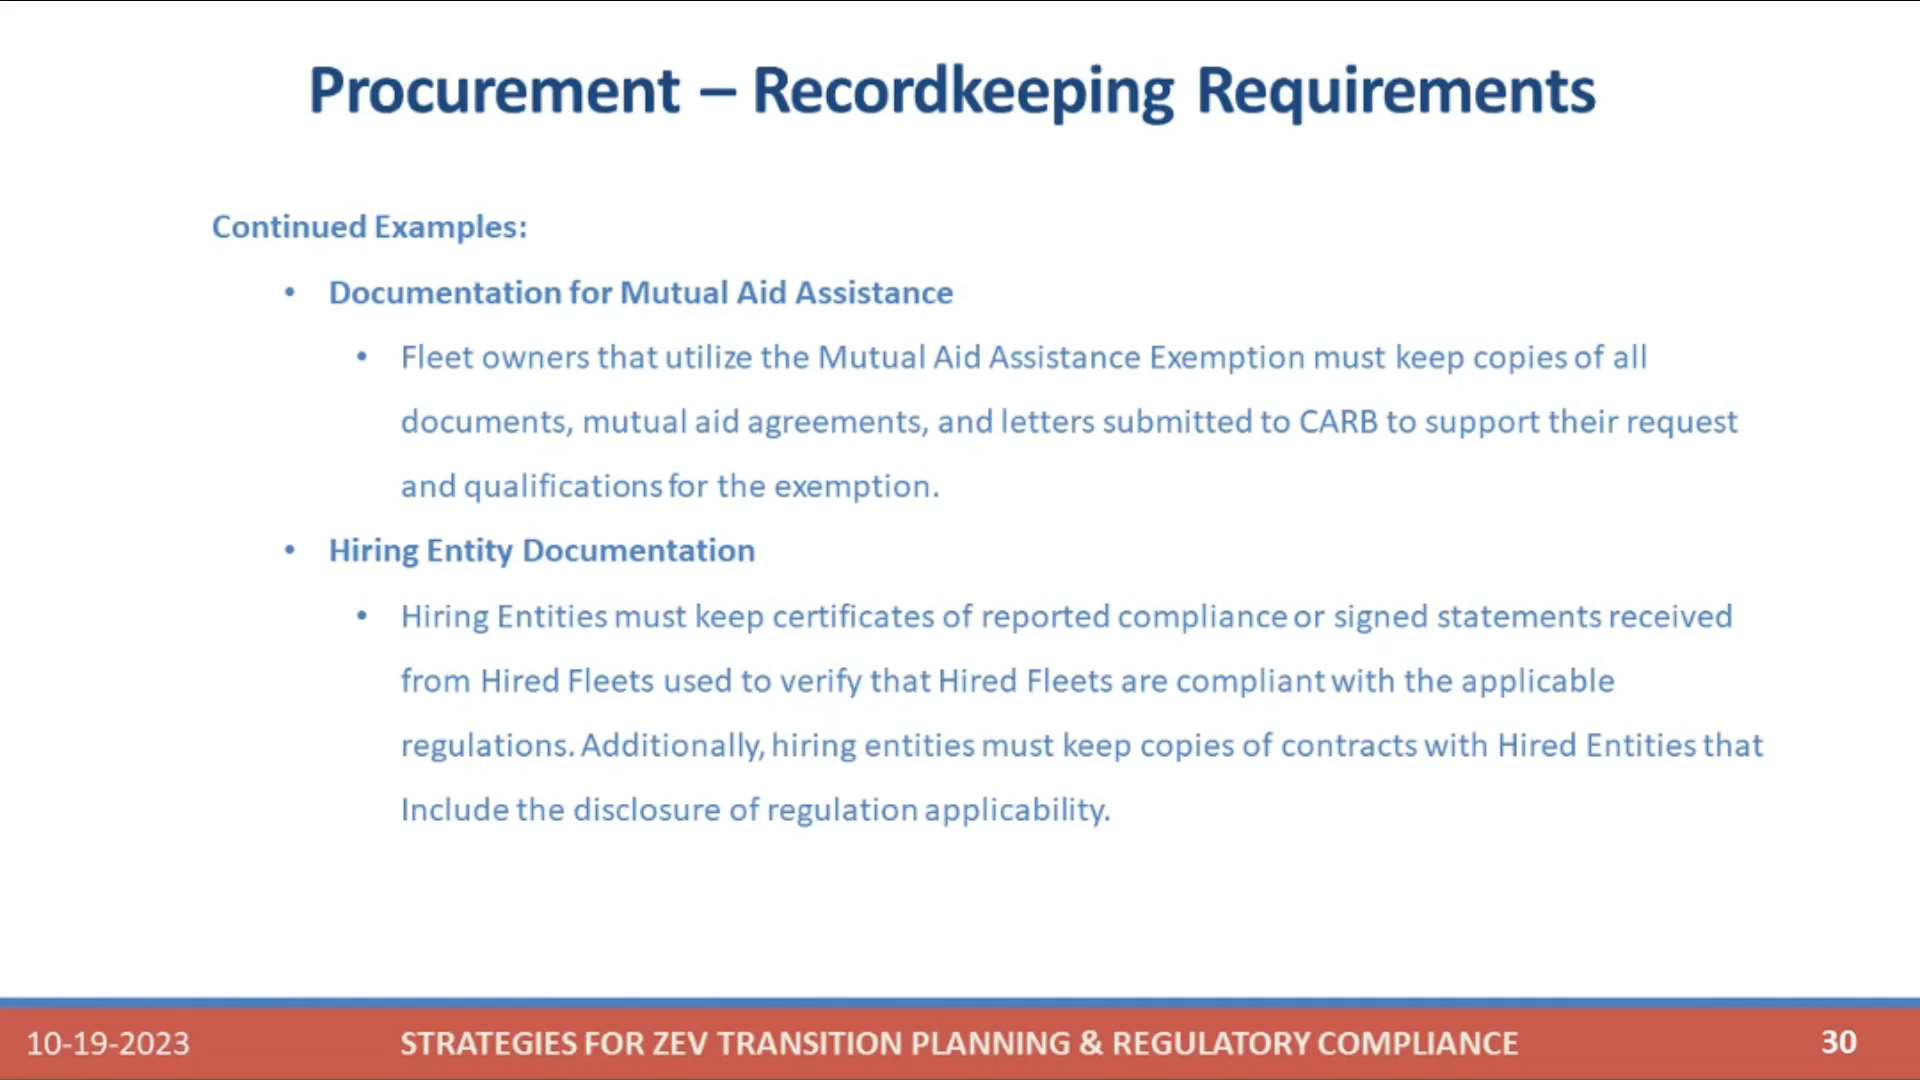 Procurement – Recordkeeping Requirements
Continued Examples:
• Documentation for Mutual Aid Assistance
• Fleet owners that utilize the Mutual Aid Assistance Exemption must keep copies of all
documents, mutual aid agreements, and letters submitted to CARB to support their request
and qualifications for the exemption.
• Hiring Entity Documentation
• Hiring Entities must keep certificates of reported compliance or signed statements received
from Hired Fleets used to verify that Hired Fleets are compliant with the applicable
regulations. Additionally, hiring entities must keep copies of contracts with Hired Entities that
Include the disclosure of regulation applicability.
10-19-2023 STRATEGIES FOR ZEV TRANSITION PLANNING & REGULATORY COMPLIANCE 30